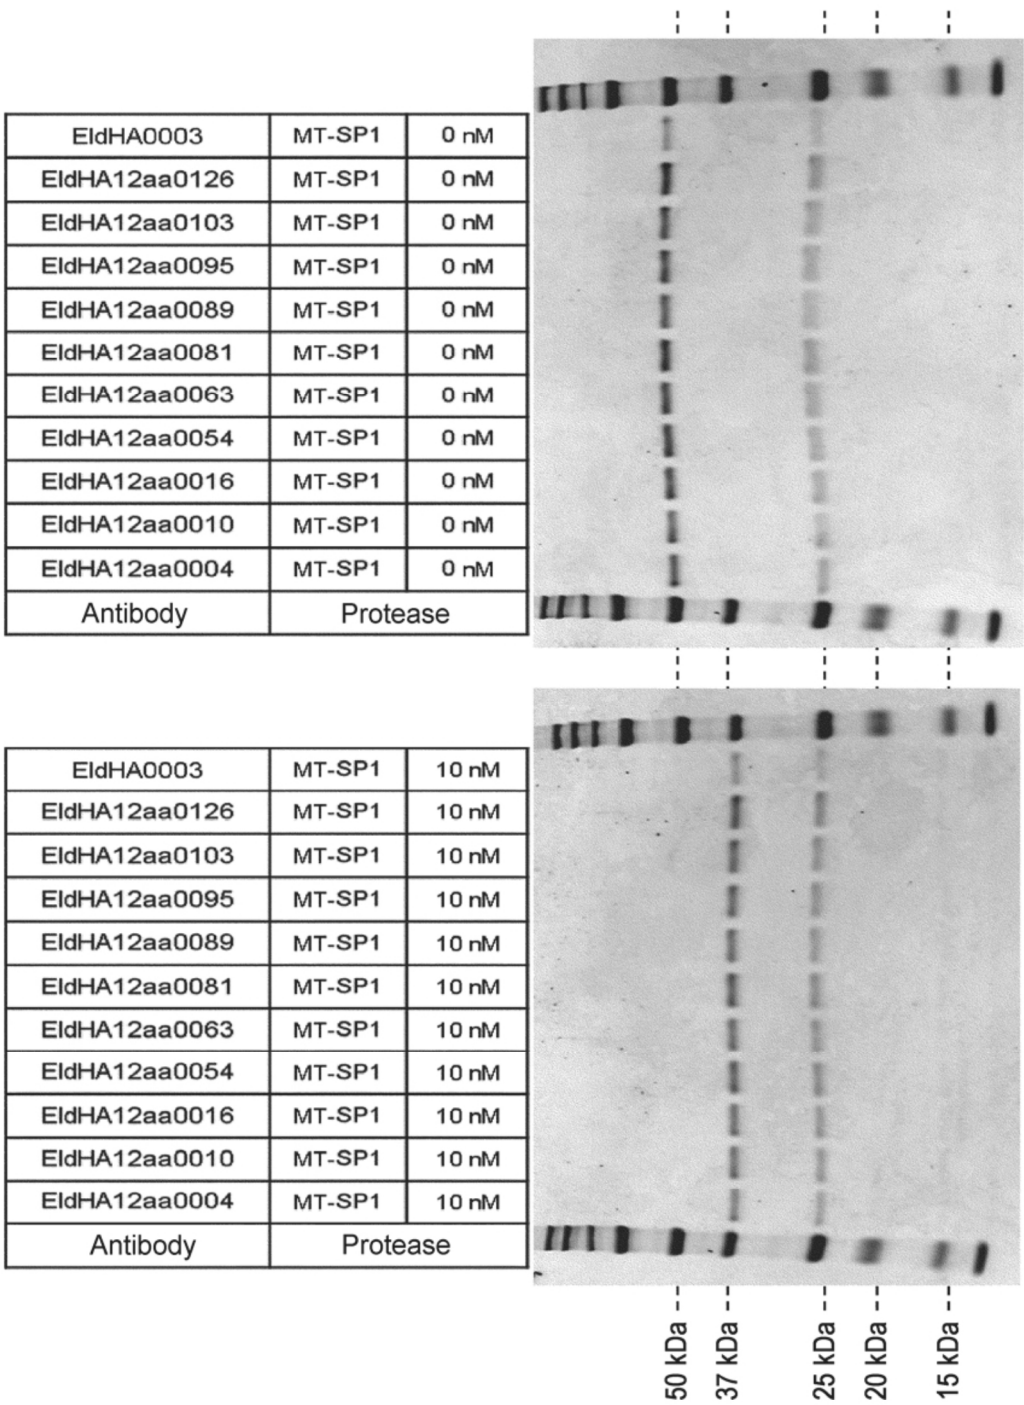 EldHA0003 MT-SP1 0 nM
EldHA12aa0126 MT-SP1 0 nM
EldHA12aa0103 MT-SP1 0 nM
EldHA12aa0095 MT-SP1 0 nM
EldHA12aa0089 MT-SP1 0 nM
EldHA12aa0081 MT-SP1 0 nM
EldHA12aa0063 MT-SP1 0 nM
EldHA12aa0054 MT-SP1 0 nM
EldHA12aa0016 MT-SP1 0 nM
EldHA12aa0010 MT-SP1 0 nM
EldHA12aa0004 MT-SP1 0 nM
Antibody Protease
EldHA0003 MT-SP1 10 nM
EldHA12aa0126 MT-SP1 10 nM
EldHA12aa0103 MT-SP1 10 nM
EldHA12aa0095 MT-SP1 10 nM
EldHA12aa0089 MT-SP1 10 nM
EldHA12aa0081 MT-SP1 10 nM
EldHA12aa0063 MT-SP1 10 nM
EldHA12aa0054 MT-SP1 10 nM
EldHA12aa0016 MT-SP1 10 nM
EldHA12aa0010 MT-SP1 10 nM
EldHA12aa0004 MT-SP1 10 nM
Antibody Protease
50 kDa
37 kDa
25 kDa
20 kDa
15 kDa